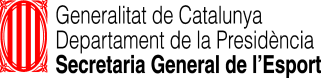 Generalitat de Catalunya
Departament de la Presidència
Secretaria General de l'Esport